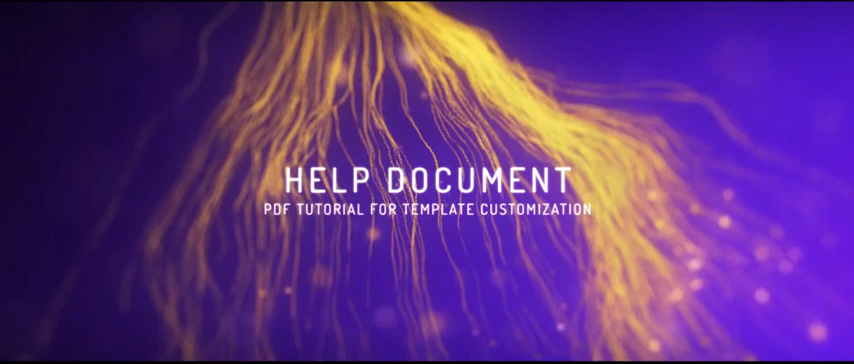 HELP DOCUMENT
PDF TUTORIAL FOR TEMPLATE CUSTOMIZATION